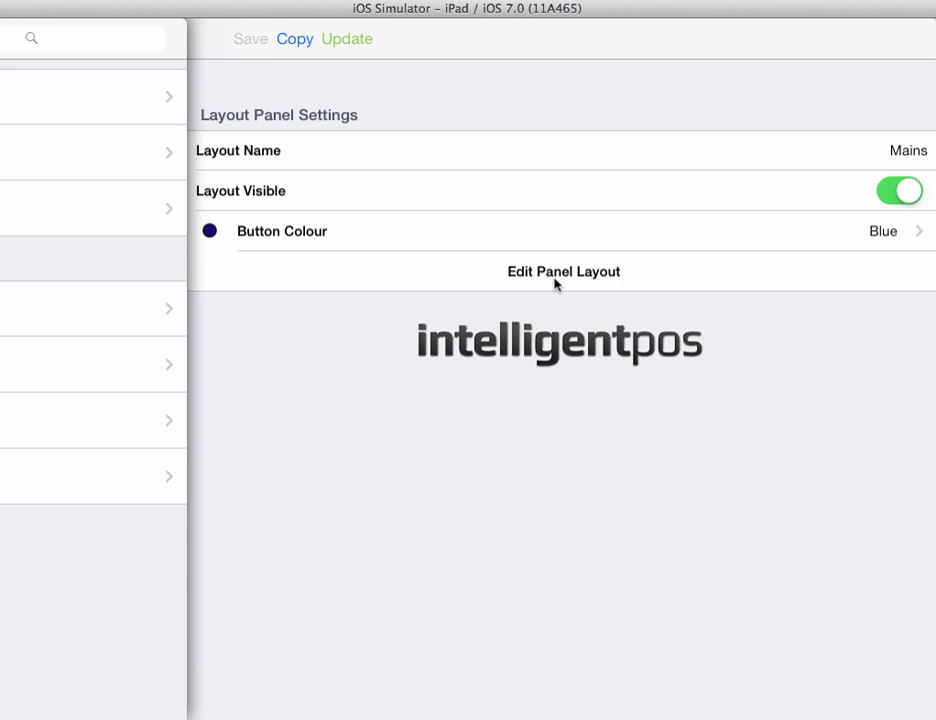 iOS Simulator - iPad / iOS 7.0 (11A465)
Save Copy Update
Layout Panel Settings
Layout Name Mains
Layout Visible
Button Colour Blue
Edit Panel Layout
intelligentpos